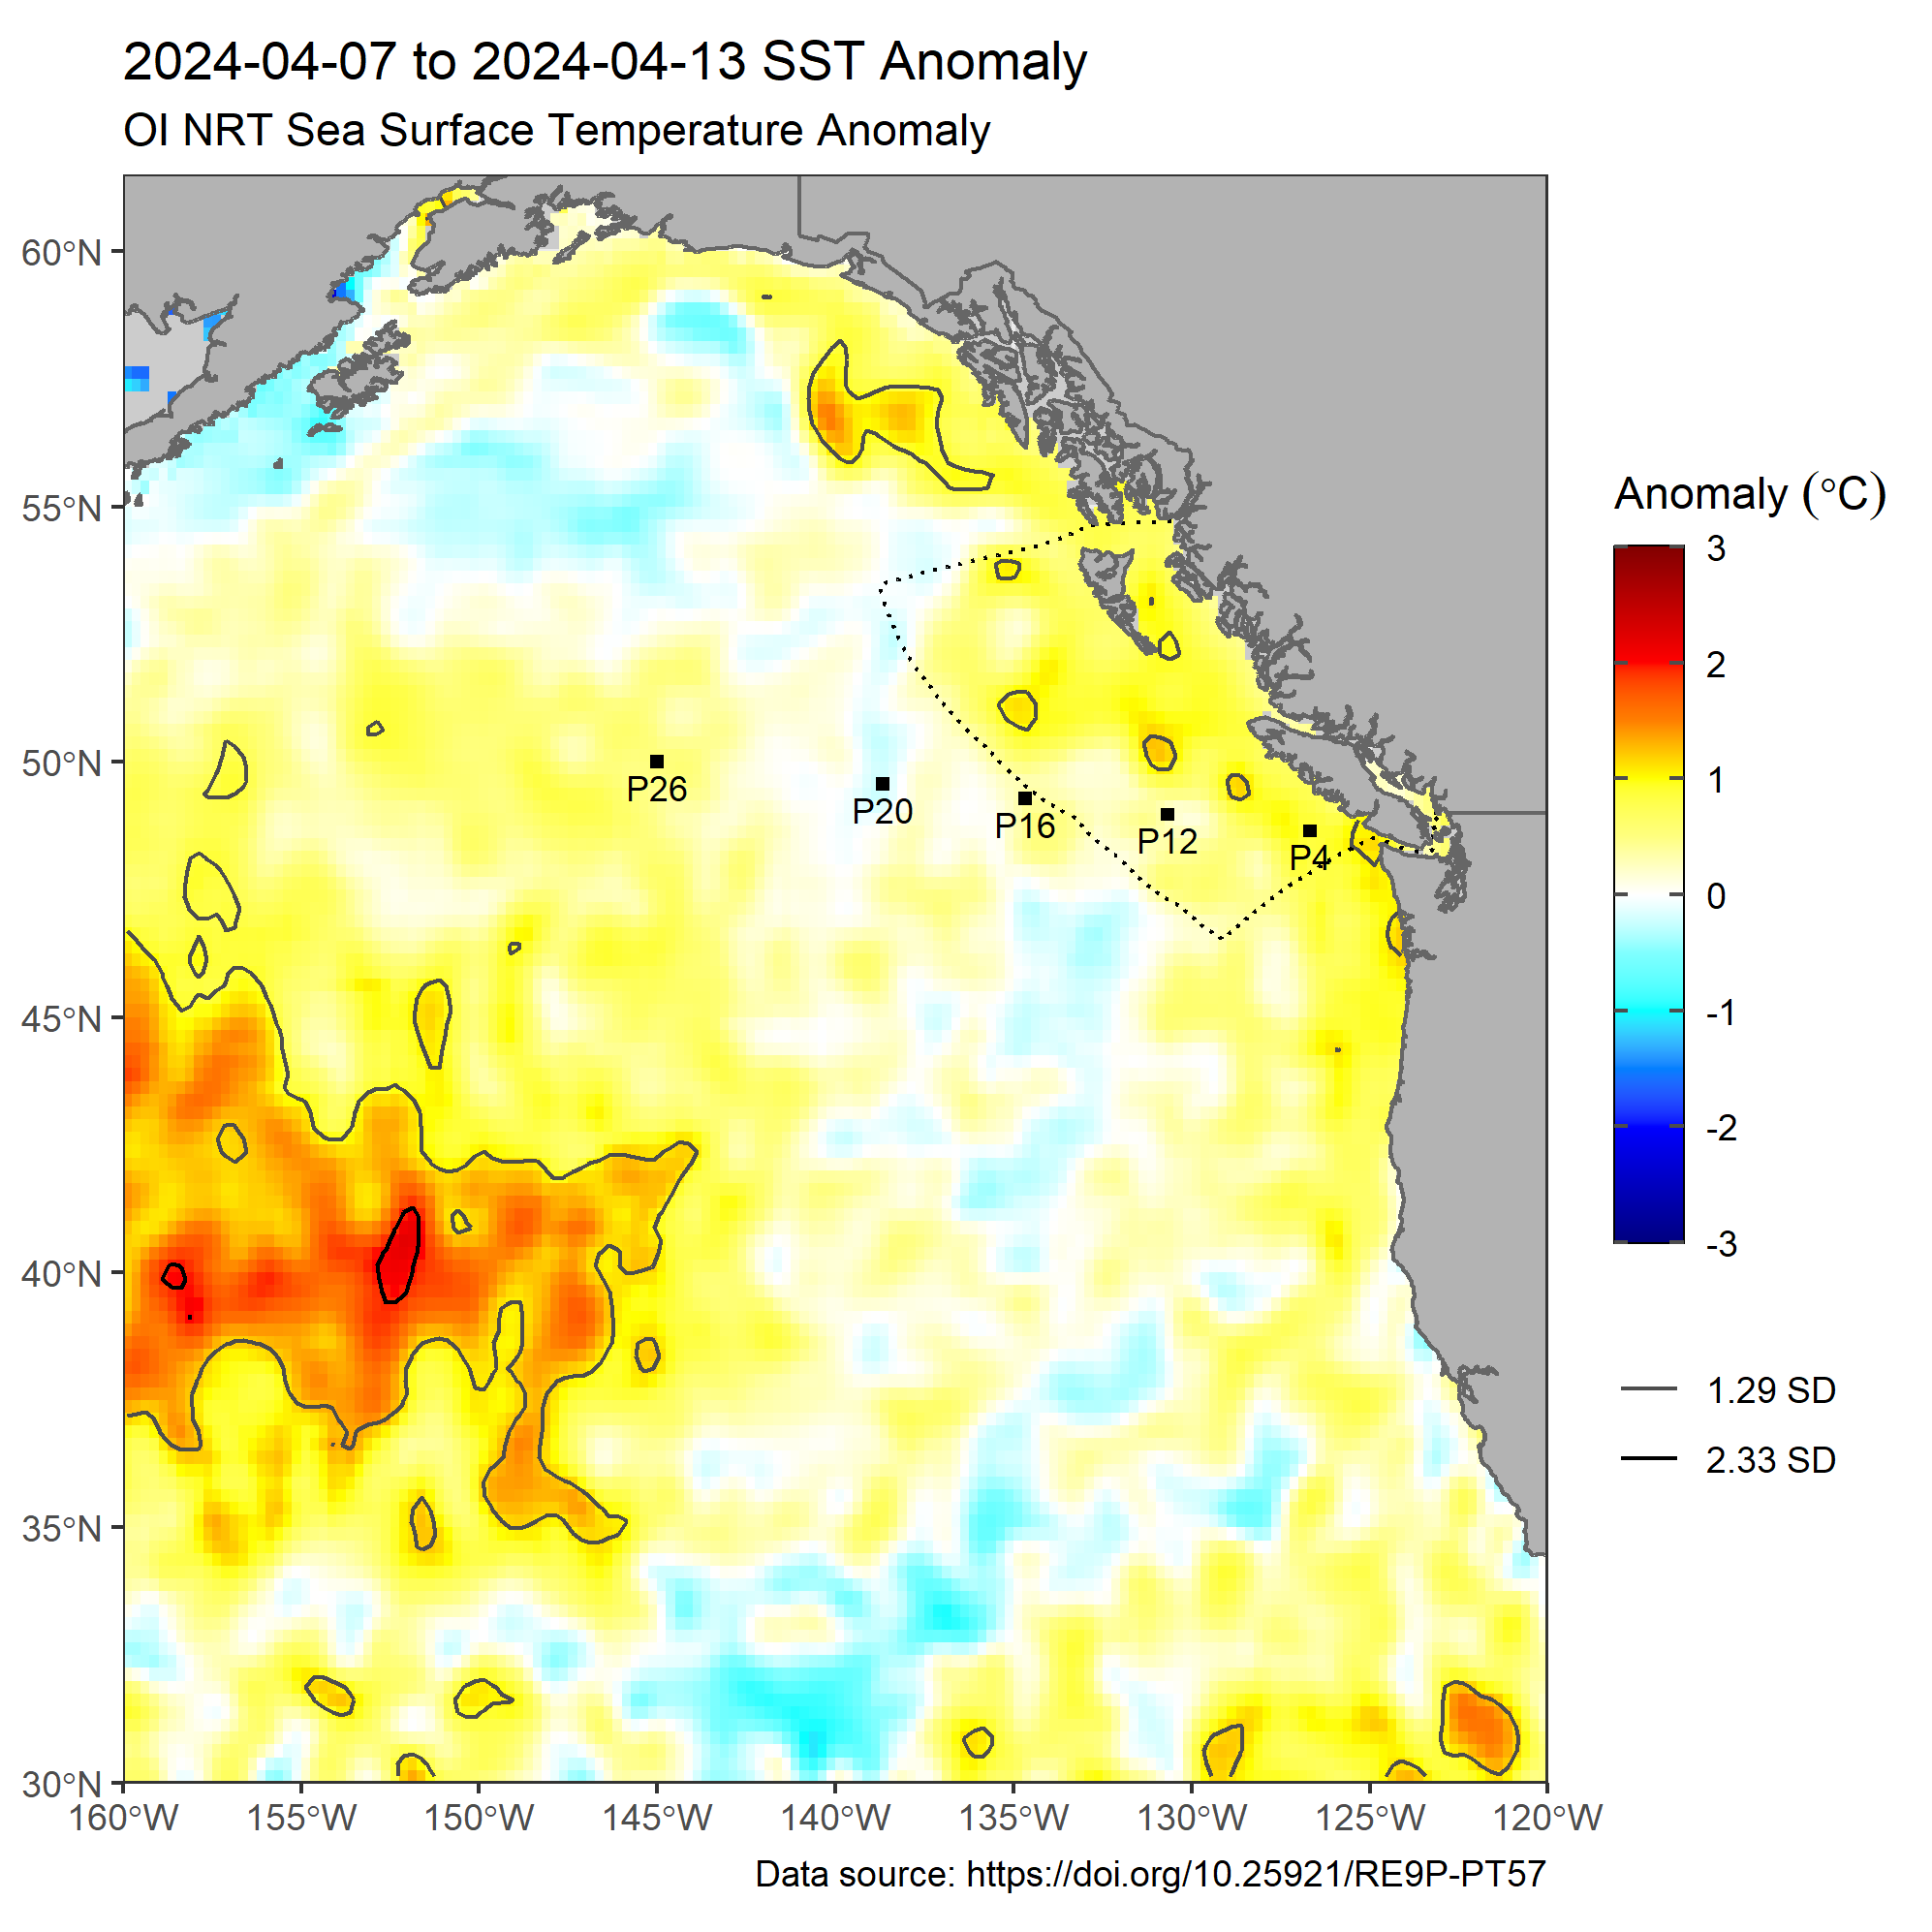 2024-04-07 to 2024-04-13 SST Anomaly
OI NRT Sea Surface Temperature Anomaly
60°N
55°N
50°N
45°N
40°N
35°N
30°N
160°W
155°W
150°W
145°W
140°W
135°W
130°W
125°W
120°W
P26
P20
P16
P12
P4
Anomaly (°C)
3
2
1
0
-1
-2
-3
1.29 SD
2.33 SD
Data source: https://doi.org/10.25921/RE9P-PT57